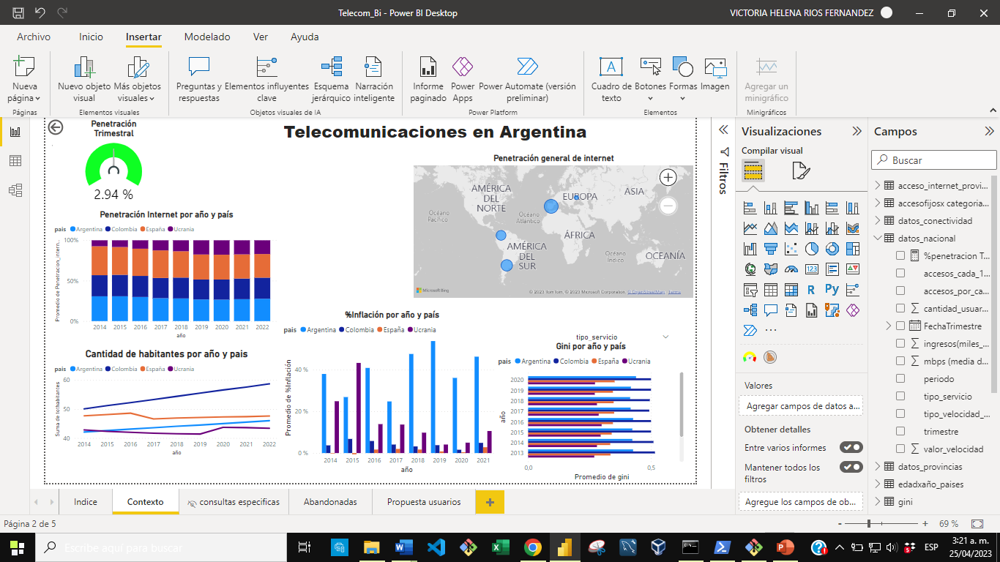 Telecom_Bi - Power BI Desktop
VICTORIA HELENA RIOS FERNANDEZ
Archivo Inicio Insertar Modelado Ver Ayuda
Nueva página
Nuevo objeto visual
Más objetos visuales
Preguntas y respuestas
Elementos influyentes clave
Esquema jerárquico
Narración inteligente
Informe paginado
Power Apps
Power Automate (versión preliminar)
Cuadro de texto
Botones
Formas
Imagen
Agregar un minigráfico
Páginas
Elementos visuales
Objetos visuales de IA
Power Platform
Elementos
Minigráficos
Penetración
Trimestral
2.94 %
Telecomunicaciones en Argentina
Penetración general de internet
AMÉRICA
DEL
NORTE
EUROPA
ASIA
Océano
Pacífico
Océano
Atlántico
ÁFRICA
AMÉRICA
DEL
SUR
Océano
Índico
OCEANÍA
Microsoft Bing
© 2023 TomTom, © 2023 Microsoft Corporation, © OpenStreetMap Terms
Penetración Internet por año y país
pais Argentina Colombia España Ucrania
Promedio de Penetracion_intern...
100%
50%
0%
2014 2015 2016 2017 2018 2019 2020 2021 2022
año
Cantidad de habitantes por año y pais
pais Argentina Colombia España Ucrania
Suma de tothabitantes
60
50
40
2014 2015 2016 2017 2018 2019 2020 2021 2022
año
%Inflación por año y país
pais Argentina Colombia España Ucrania
Promedio de %Inflación
40 %
20 %
0 %
2014 2015 2016 2017 2018 2019 2020 2021
año
tipo_servicio
Gini por año y país
pais Argentina Colombia España Ucrania
año
2020
2019
2018
2017
2016
2015
2014
2013
0,0 0,5
Promedio de gini
Filtros
Visualizaciones
Compilar visual
R
Py
123
Valores
Agregar campos de datos a...
Obtener detalles
Entre varios informes
Mantener todos los
filtros
Agregue los campos de ob...
Campos
Buscar
acceso_internet_provi...
accesofijosx categoria...
datos_conectividad
datos_nacional
%penetracion T...
accesos_cada_1...
accesos_por_ca...
cantidad_usuar...
FechaTrimestre
ingresos(miles_...
mbps (media d...
periodo
tipo_servicio
tipo_velocidad_...
trimestre
valor_velocidad
datos_provincias
edadxaño_paises
gini
Indice Contexto consultas especificas Abandonadas Propuesta usuarios
Página 2 de 5
69 %
Escribe aquí para buscar
ESP
3:21 a. m.
25/04/2023